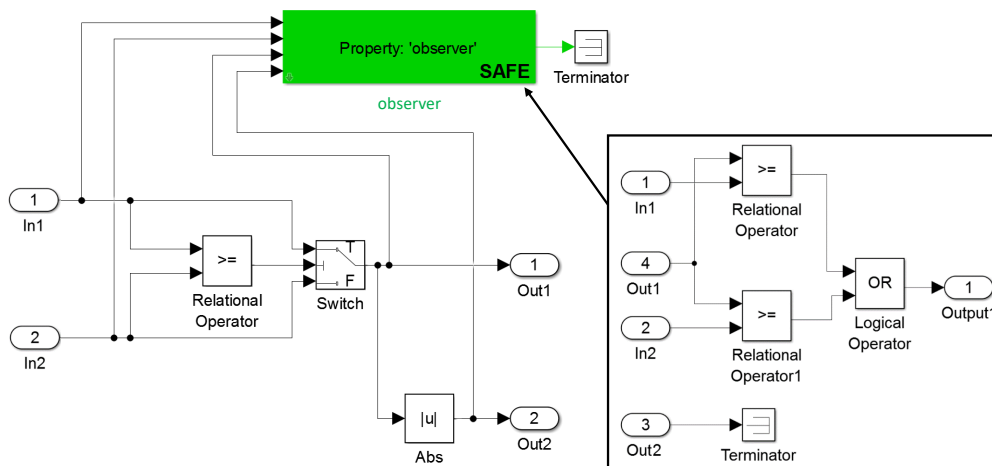 Property: 'observer'
SAFE
Terminator
observer
1
In1
>=
Relational
Operator
T
F
Switch
1
Out1
2
In2
|u|
Abs
2
Out2
1
In1
>=
Relational
Operator
4
Out1
OR
Logical
Operator
1
Output1
2
In2
>=
Relational
Operator1
3
Out2
Terminator